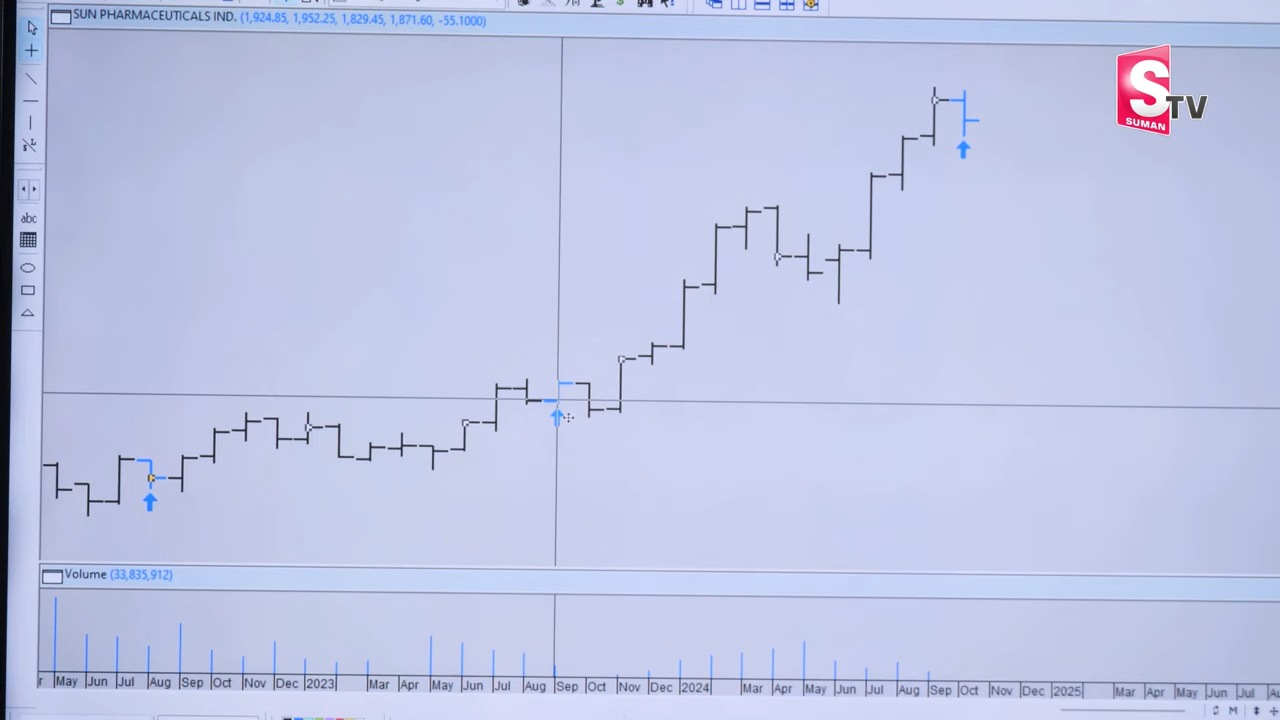 SUN PHARMACEUTICALS IND. (1,924.85, 1,952.25, 1,829.45, 1,871.60, -55.1000)
S
TV
SUMAN
abc
Volume (33,835,912)
r May Jun Jul Aug Sep Oct Nov Dec 2023 Mar Apr May Jun Jul Aug Sep Oct Nov Dec 2024 Mar Apr May Jun Jul Aug Sep Oct Nov Dec 2025 Mar Apr May Jun Jul Au
M